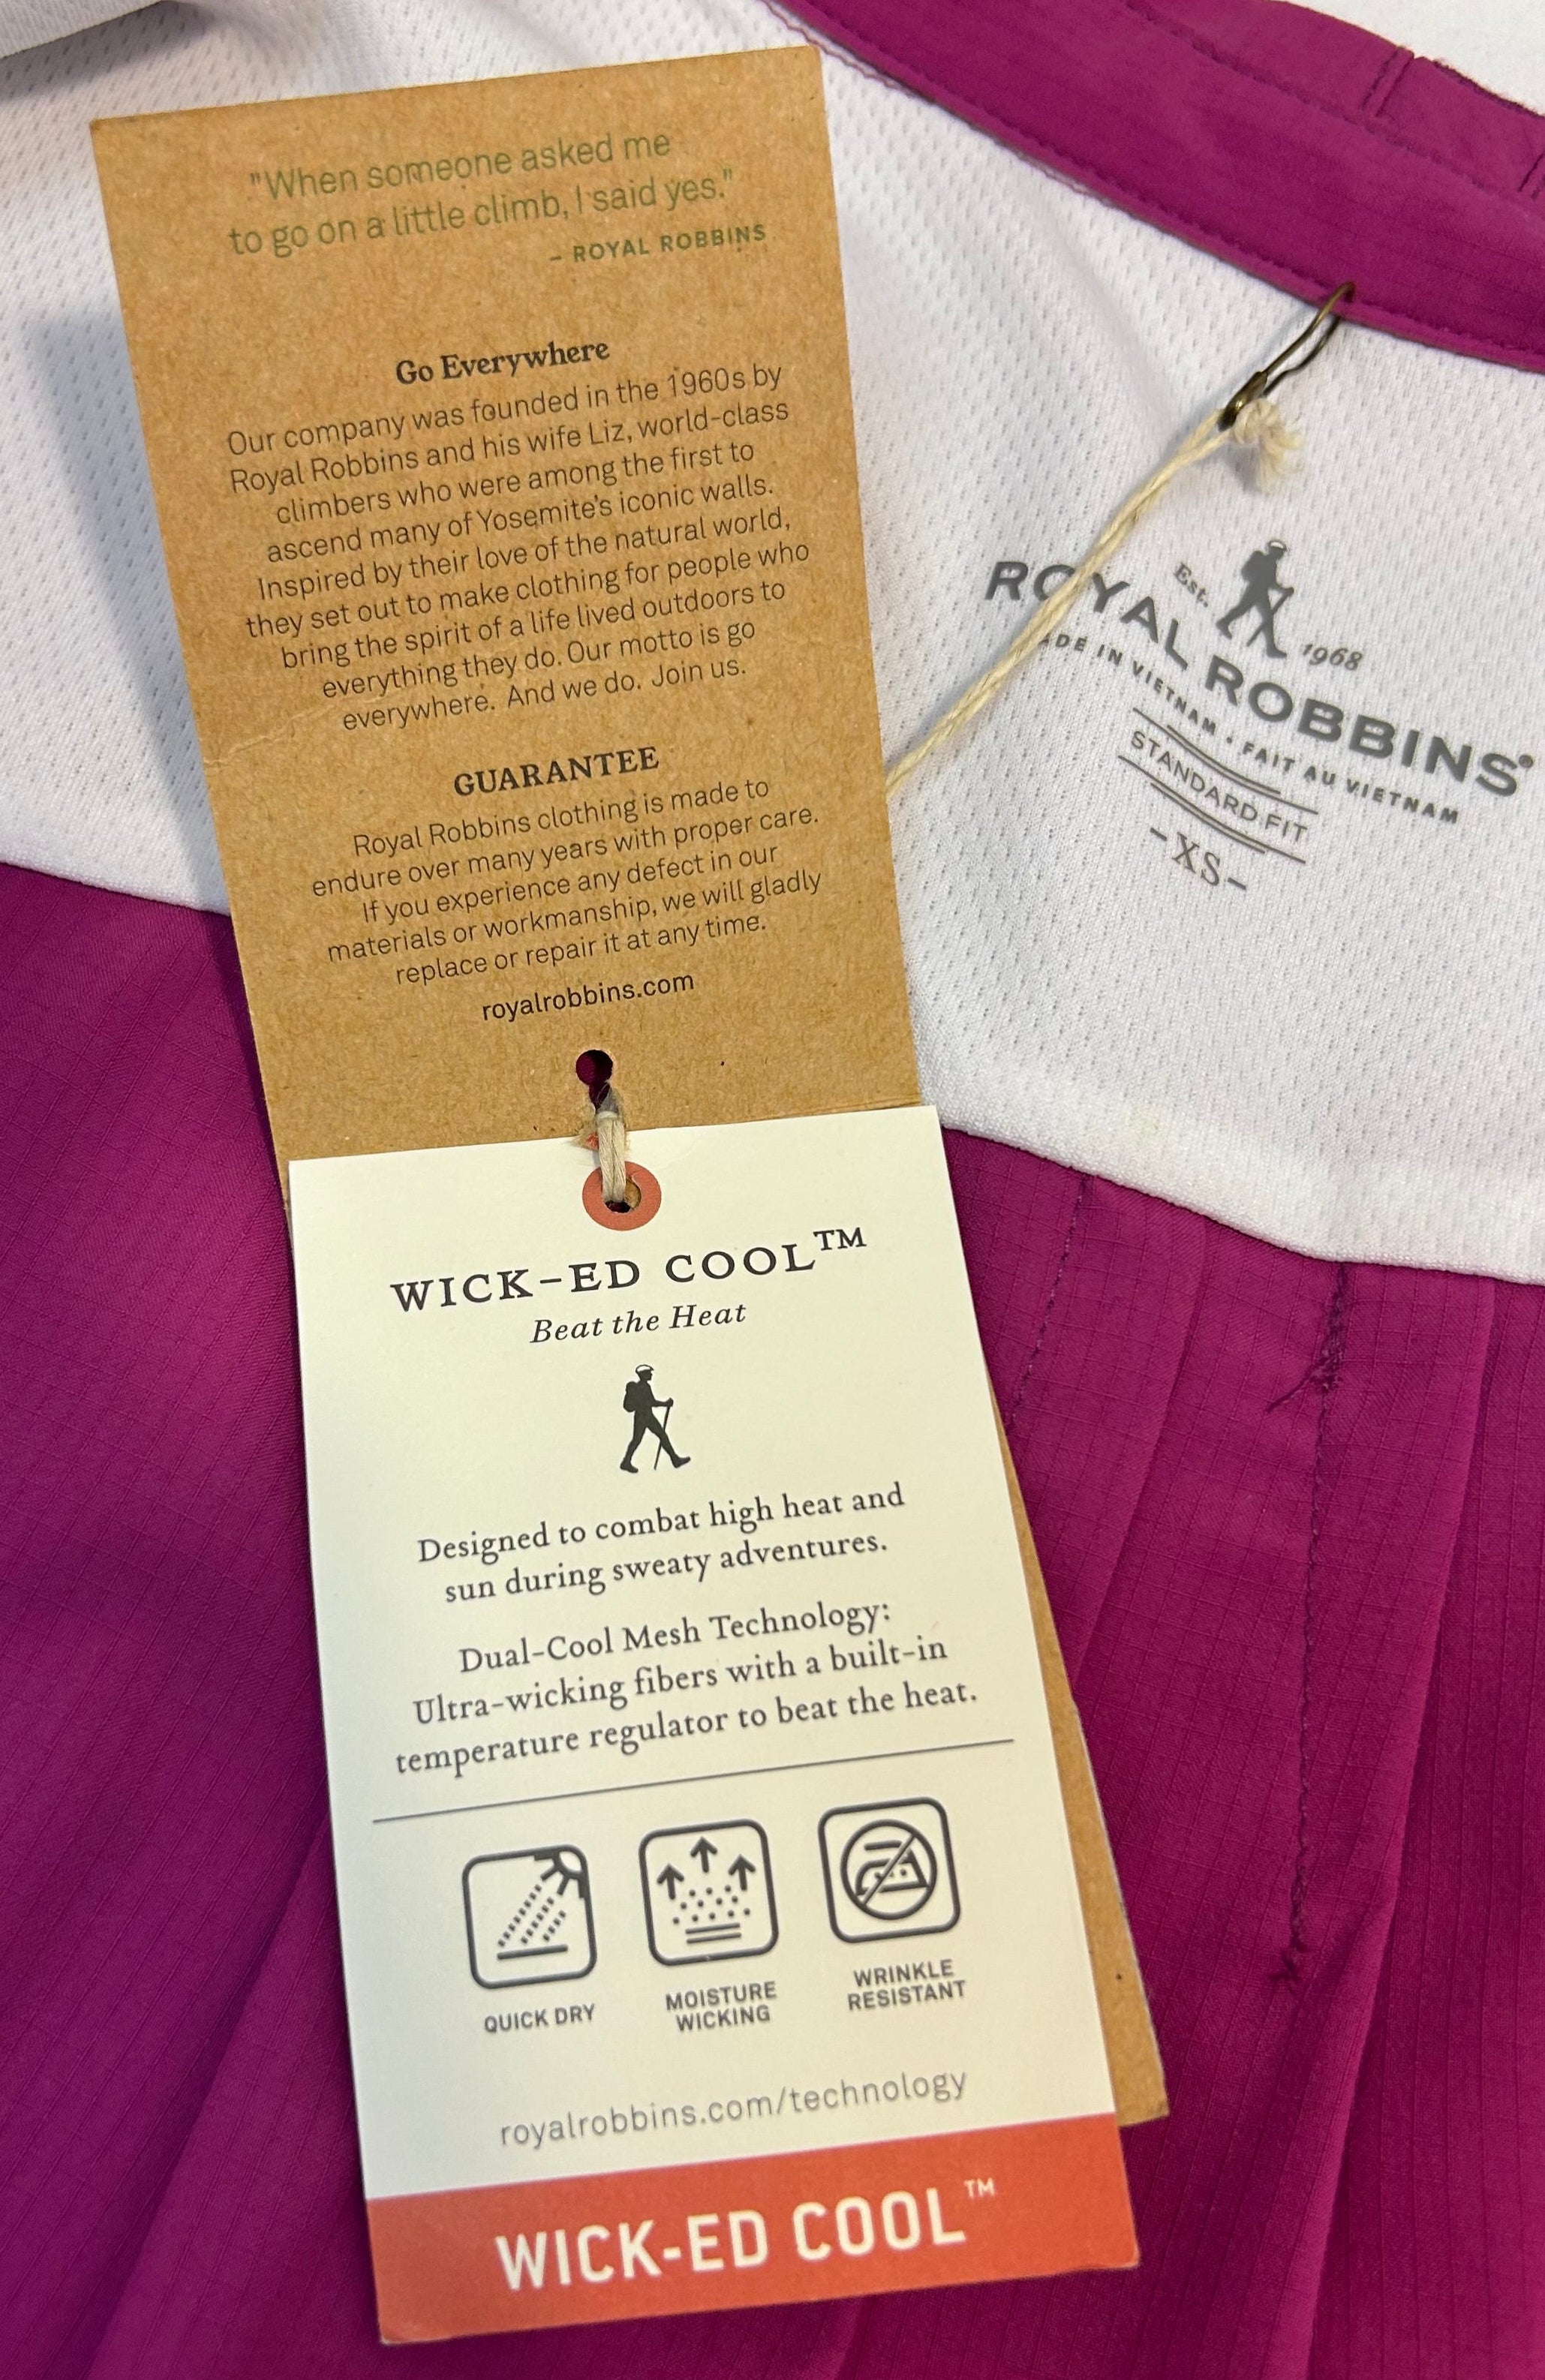 "When someone asked me
to go on a little climb, I said yes."
– ROYAL ROBBINS
Go Everywhere
Our company was founded in the 1960s by
Royal Robbins and his wife Liz, world-class
climbers who were among the first to
ascend many of Yosemite's iconic walls.
Inspired by their love of the natural world,
they set out to make clothing for people who
bring the spirit of a life lived outdoors to
everything they do. Our motto is go
everywhere. And we do. Join us.
GUARANTEE
Royal Robbins clothing is made to
endure over many years with proper care.
If you experience any defect in our
materials or workmanship, we will gladly
replace or repair it at any time.
royalrobbins.com
WICK-ED COOL™
Beat the Heat
Designed to combat high heat and
sun during sweaty adventures.
Dual-Cool Mesh Technology:
Ultra-wicking fibers with a built-in
temperature regulator to beat the heat.
QUICK DRY
MOISTURE
WICKING
WRINKLE
RESISTANT
royalrobbins.com/technology
WICK-ED COOL™
Est. 1968
ROYAL ROBBINS®
MADE IN VIETNAM • FAIT AU VIETNAM
STANDARD FIT
-XS-